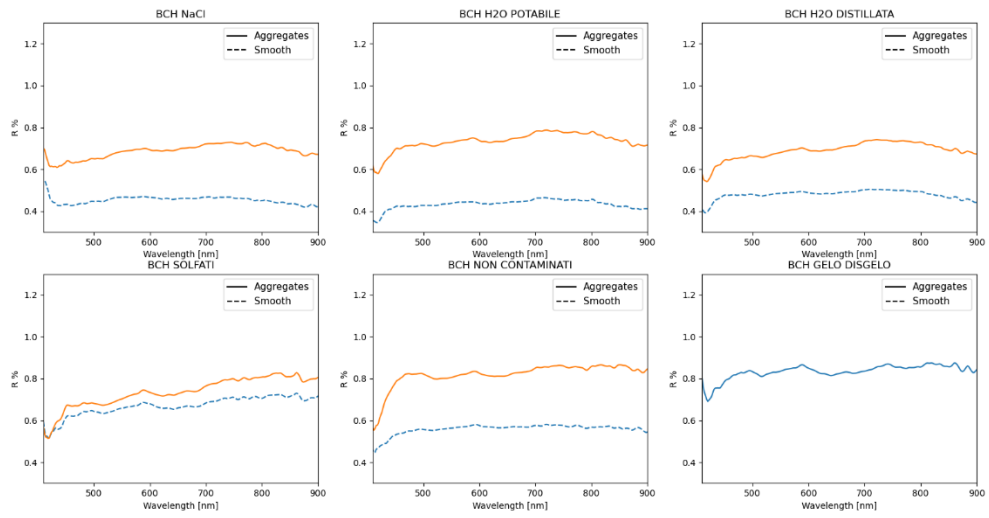 BCH NaCl
1.2
1.0
0.8
0.6
0.4
R %
500
600
700
800
900
Wavelength [nm]
Aggregates
Smooth
BCH H2O POTABILE
1.2
1.0
0.8
0.6
0.4
R %
500
600
700
800
900
Wavelength [nm]
Aggregates
Smooth
BCH H2O DISTILLATA
1.2
1.0
0.8
0.6
0.4
R %
500
600
700
800
900
Wavelength [nm]
Aggregates
Smooth
BCH SOLFATI
1.2
1.0
0.8
0.6
0.4
R %
500
600
700
800
900
Wavelength [nm]
Aggregates
Smooth
BCH NON CONTAMINATI
1.2
1.0
0.8
0.6
0.4
R %
500
600
700
800
900
Wavelength [nm]
Aggregates
Smooth
BCH GELO DISGELO
1.2
1.0
0.8
0.6
0.4
R %
500
600
700
800
900
Wavelength [nm]
Aggregates
Smooth